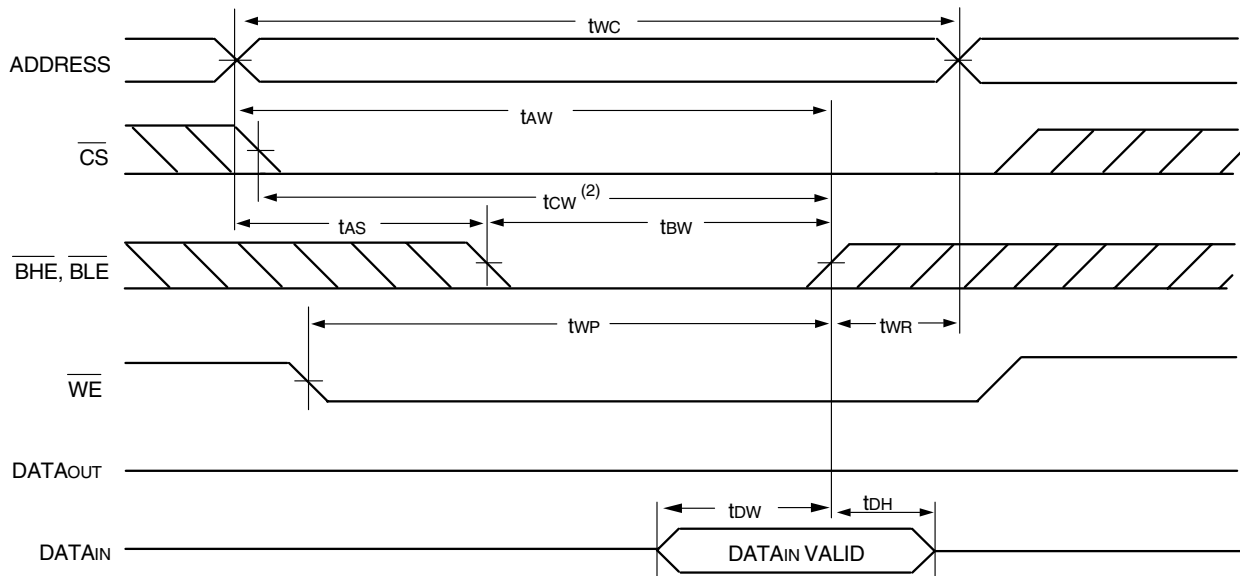 tWC
ADDRESS
tAW
CS
tCW (2)
tAS
tBW
BHE, BLE
tWP
tWR
WE
DATAOUT
tDW
tDH
DATAIN
DATAIN VALID